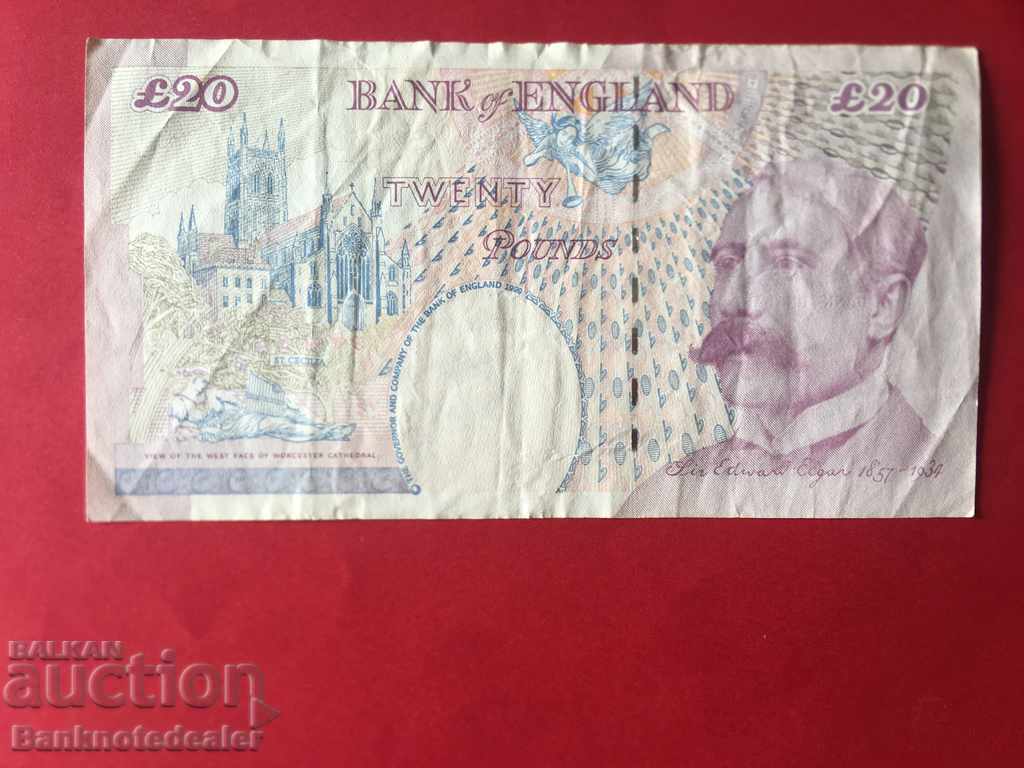 £20
BANK of ENGLAND
£20
TWENTY
POUNDS
THE GOVERNOR AND COMPANY OF THE BANK OF ENGLAND 1999
ST. CECILIA
VIEW OF THE WEST FACE OF WORCESTER CATHEDRAL.
Sir Edward Elgar 1857-1934
BALKAN
auction
Banknotedealer